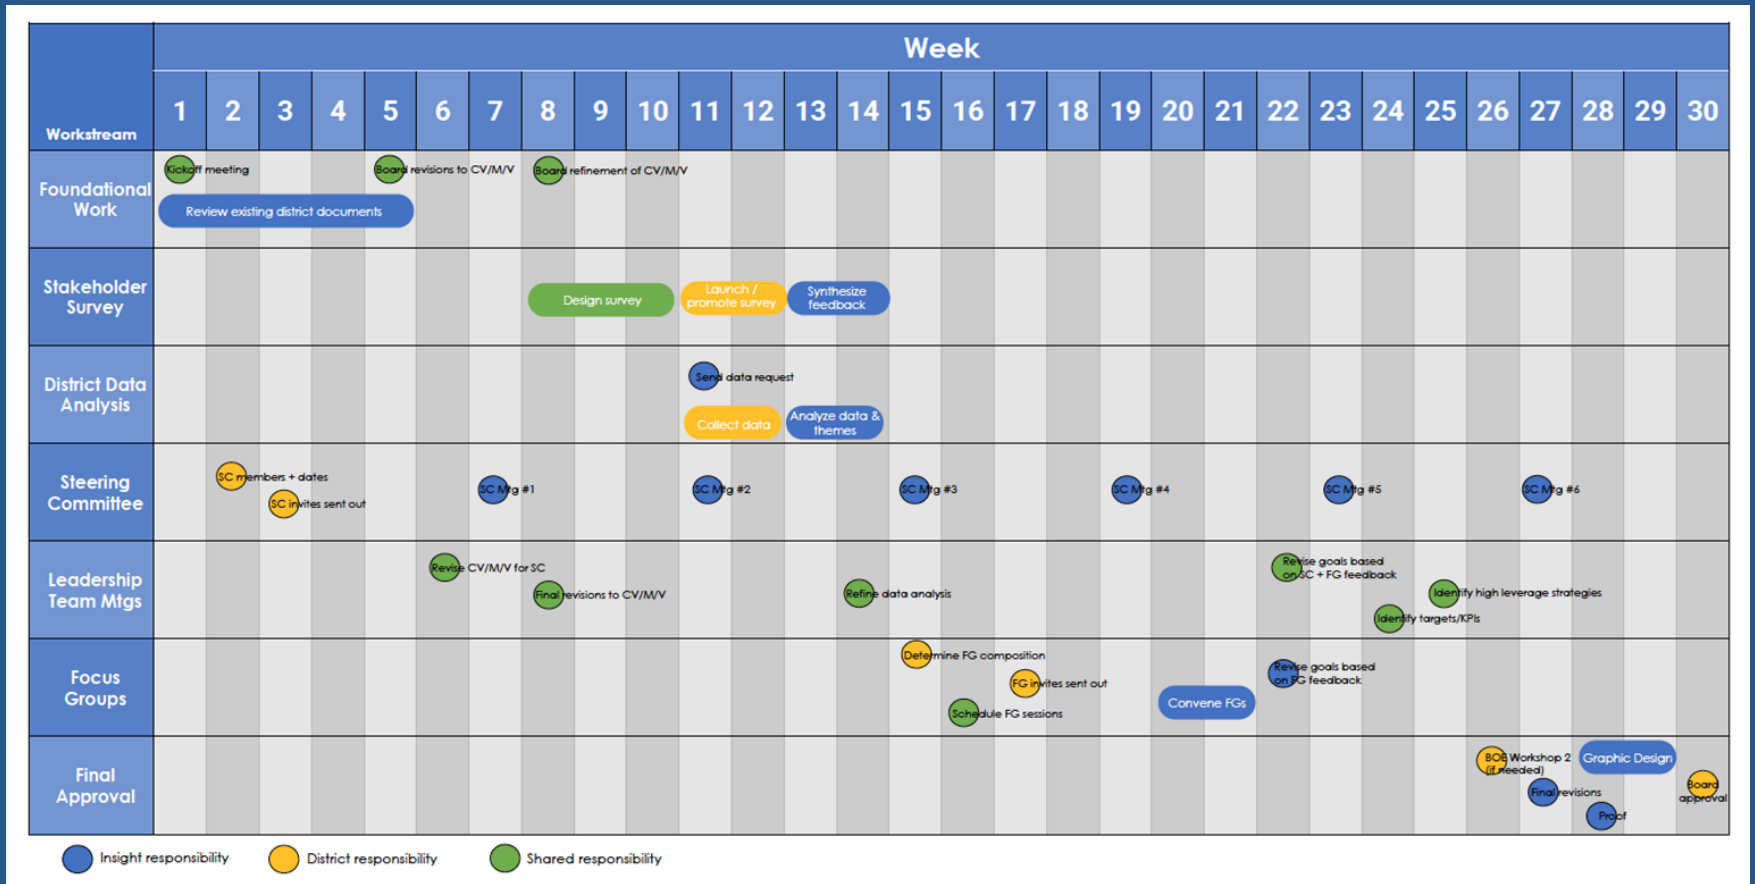 Week
Workstream
1 2 3 4 5 6 7 8 9 10 11 12 13 14 15 16 17 18 19 20 21 22 23 24 25 26 27 28 29 30
Foundational
Work
Kickoff meeting
Board revisions to CV/M/V
Board refinement of CV/M/V
Review existing district documents
Stakeholder
Survey
Design survey
Launch /
promote survey
Synthesize
feedback
District Data
Analysis
Send data request
Collect data
Analyze data &
themes
Steering
Committee
SC members + dates
SC invites sent out
SC Mtg #1
SC Mtg #2
SC Mtg #3
SC Mtg #4
SC Mtg #5
SC Mtg #6
Leadership
Team Mtgs
Revise CV/M/V for SC
Final revisions to CV/M/V
Refine data analysis
Revise goals based
on SC + FG feedback
Identify targets/KPIs
Identify high leverage strategies
Focus
Groups
Determine FG composition
Schedule FG sessions
FG invites sent out
Convene FGs
Revise goals based
on FG feedback
Final
Approval
BOE Workshop 2
(if needed)
Final revisions
Graphic Design
Proof
Board
approval
Insight responsibility
District responsibility
Shared responsibility